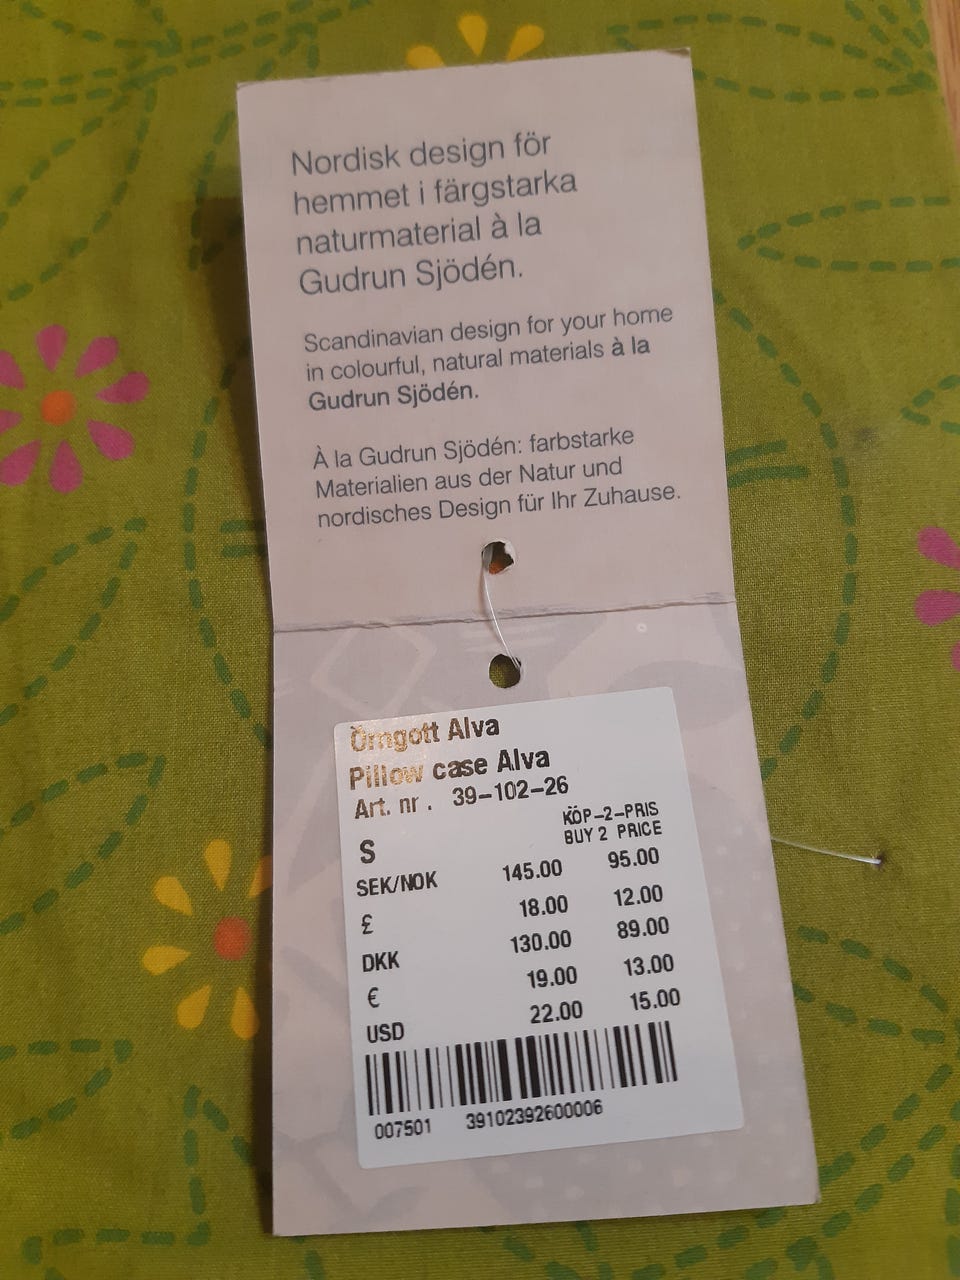 Nordisk design för
hemmet i färgstarka
naturmaterial à la
Gudrun Sjödén.
Scandinavian design for your home
in colourful, natural materials à la
Gudrun Sjödén.
À la Gudrun Sjödén: farbstarke
Materialien aus der Natur und
nordisches Design für Ihr Zuhause.
Örngott Alva
Pillow case Alva
Art. nr . 39-102-26
KÖP-2-PRIS
S BUY 2 PRICE
SEK/NOK 145.00 95.00
£ 18.00 12.00
DKK 130.00 89.00
€ 19.00 13.00
USD 22.00 15.00
007501 39102392600006